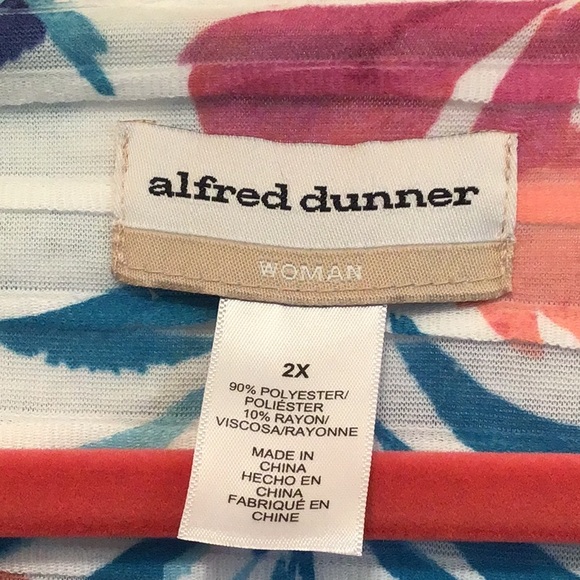 alfred dunner
WOMAN
2X
90% POLYESTER/
POLIÉSTER
10% RAYON/
VISCOSA/RAYONNE
MADE IN
CHINA
HECHO EN
CHINA
FABRIQUÉ EN
CHINE